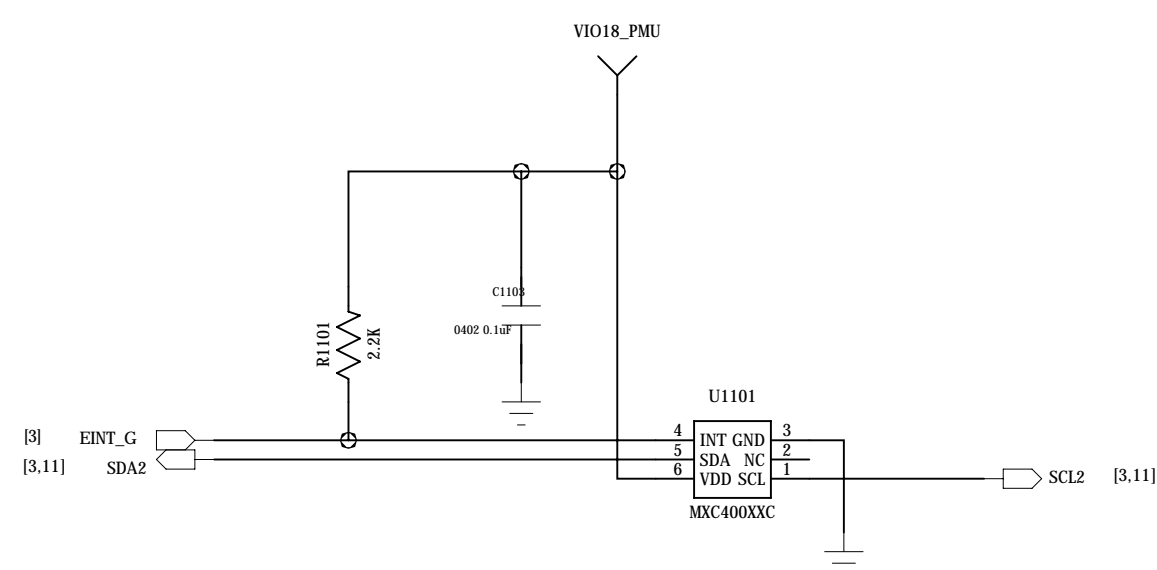 VIO18_PMU
C1103
0402 0.1uF
R1101
2.2K
U1101
[3] EINT_G 4 INT GND 3
[3,11] SDA2 5 SDA NC 2
6 VDD SCL 1 SCL2 [3,11]
MXC400XXC